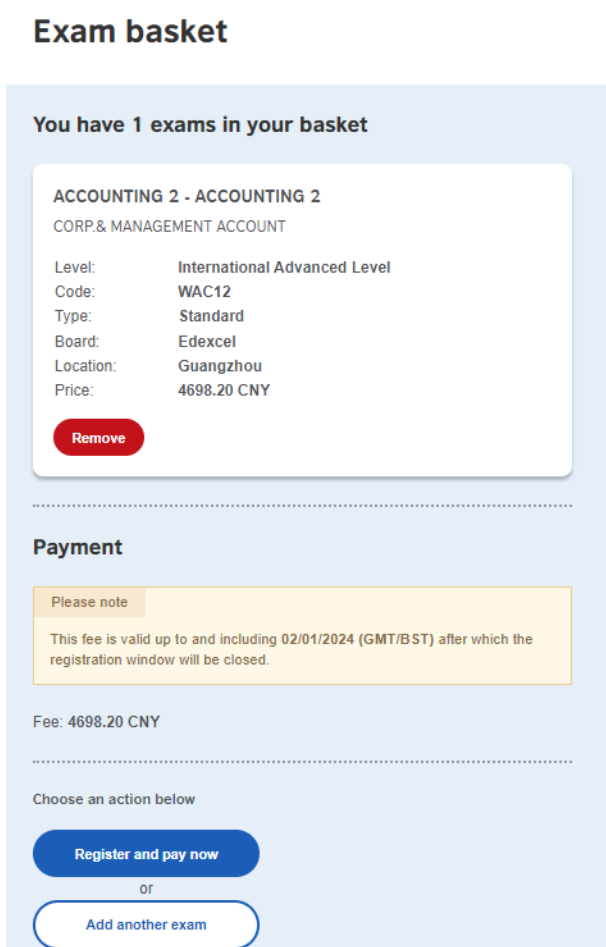 Exam basket
You have 1 exams in your basket
ACCOUNTING 2 - ACCOUNTING 2
CORP.& MANAGEMENT ACCOUNT
Level: International Advanced Level
Code: WAC12
Type: Standard
Board: Edexcel
Location: Guangzhou
Price: 4698.20 CNY
Remove
Payment
Please note
This fee is valid up to and including 02/01/2024 (GMT/BST) after which the
registration window will be closed.
Fee: 4698.20 CNY
Choose an action below
Register and pay now
or
Add another exam